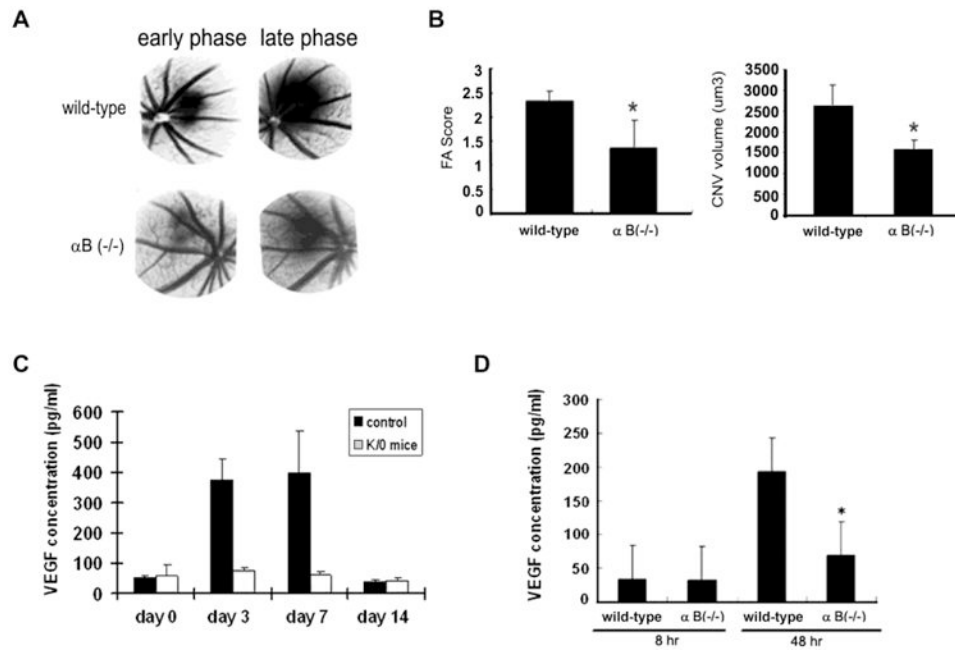 A
early phase late phase
wild-type
αB (-/-)
B
FA Score
3
2.5
2
1.5
1
0.5
0
*
wild-type α B(-/-)
CNV volume (um3)
3500
3000
2500
2000
1500
1000
500
0
*
wild-type α B(-/-)
C
VEGF concentration (pg/ml)
600
500
400
300
200
100
0
control
K/0 mice
day 0 day 3 day 7 day 14
D
VEGF concentration (pg/ml)
300
250
200
150
100
50
0
*
wild-type α B(-/-) wild-type α B(-/-)
8 hr 48 hr